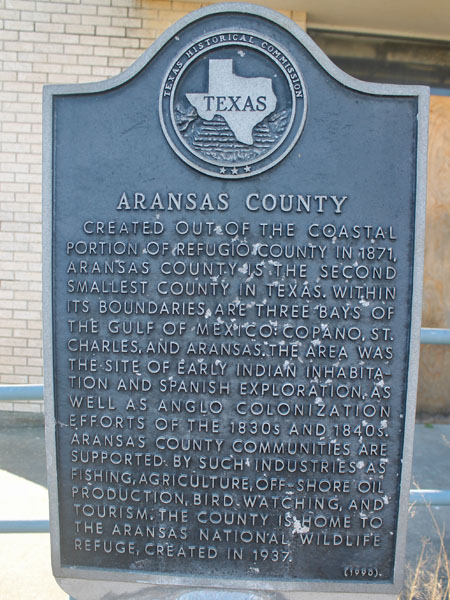 TEXAS HISTORICAL COMMISSION
TEXAS
ARANSAS COUNTY
CREATED OUT OF THE COASTAL
PORTION OF REFUGIO COUNTY IN 1871,
ARANSAS COUNTY IS THE SECOND
SMALLEST COUNTY IN TEXAS. WITHIN
ITS BOUNDARIES ARE THREE BAYS OF
THE GULF OF MEXICO: COPANO, ST.
CHARLES, AND ARANSAS. THE AREA WAS
THE SITE OF EARLY INDIAN INHABITA-
TION AND SPANISH EXPLORATION, AS
WELL AS ANGLO COLONIZATION
EFFORTS OF THE 1830s AND 1840s.
ARANSAS COUNTY COMMUNITIES ARE
SUPPORTED BY SUCH INDUSTRIES AS
FISHING, AGRICULTURE, OFF-SHORE OIL
PRODUCTION, BIRD WATCHING, AND
TOURISM. THE COUNTY IS HOME TO
THE ARANSAS NATIONAL WILDLIFE
REFUGE, CREATED IN 1937.